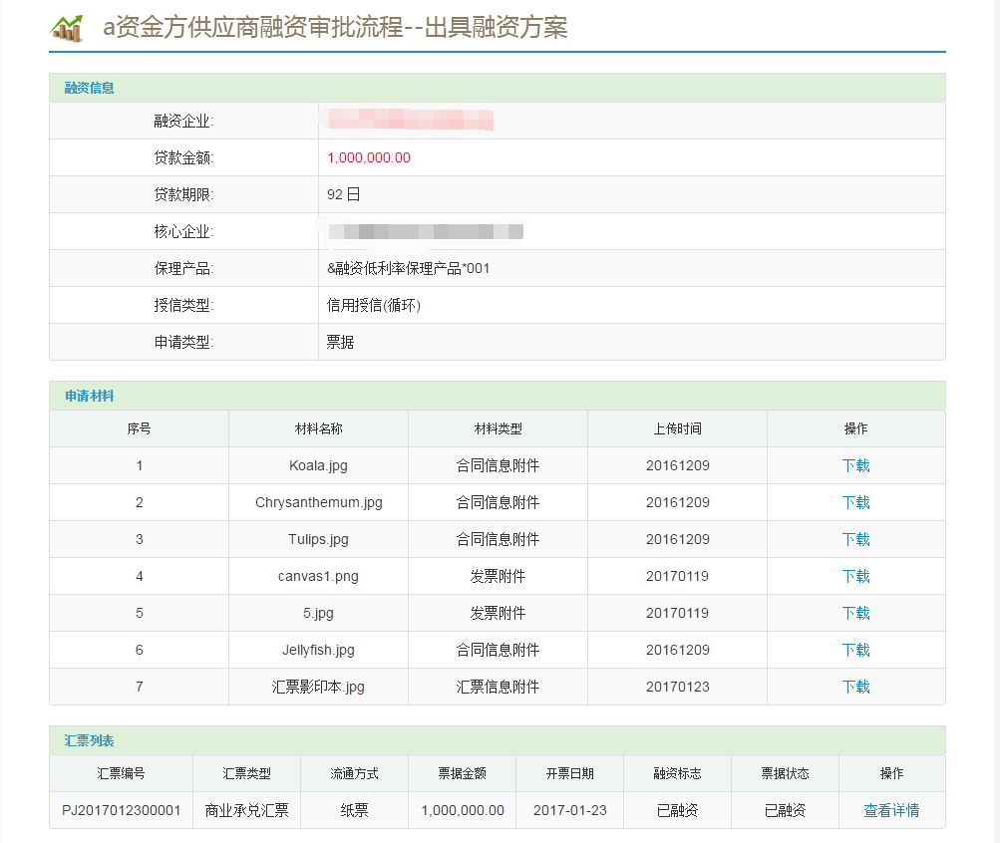 a资金方供应商融资审批流程--出具融资方案
融资信息
融资企业:
贷款金额: 1,000,000.00
贷款期限: 92 日
核心企业:
保理产品: &融资低利率保理产品*001
授信类型: 信用授信(循环)
申请类型: 票据
申请材料
序号 材料名称 材料类型 上传时间 操作
1 Koala.jpg 合同信息附件 20161209 下载
2 Chrysanthemum.jpg 合同信息附件 20161209 下载
3 Tulips.jpg 合同信息附件 20161209 下载
4 canvas1.png 发票附件 20170119 下载
5 5.jpg 发票附件 20170119 下载
6 Jellyfish.jpg 合同信息附件 20161209 下载
7 汇票影印本.jpg 汇票信息附件 20170123 下载
汇票列表
汇票编号 汇票类型 流通方式 票据金额 开票日期 融资标志 票据状态 操作
PJ2017012300001 商业承兑汇票 纸票 1,000,000.00 2017-01-23 已融资 已融资 查看详情